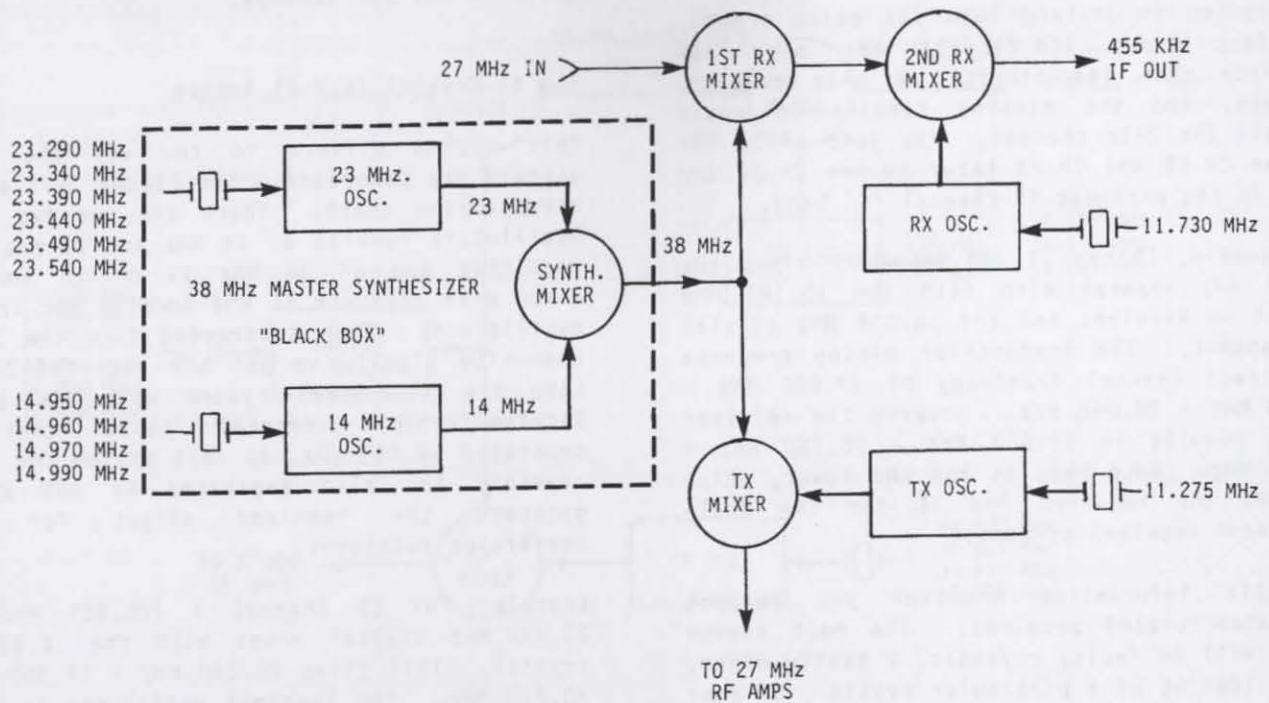 27 MHz IN
1ST RX
MIXER
2ND RX
MIXER
455 KHz
IF OUT
23.290 MHz
23.340 MHz
23.390 MHz
23.440 MHz
23.490 MHz
23.540 MHz
23 MHz.
OSC.
23 MHz
38 MHz
RX OSC.
11.730 MHz
SYNTH.
MIXER
38 MHz MASTER SYNTHESIZER
"BLACK BOX"
14.950 MHz
14.960 MHz
14.970 MHz
14.990 MHz
14 MHz
OSC.
14 MHz
TX
MIXER
TX OSC.
11.275 MHz
TO 27 MHz
RF AMPS